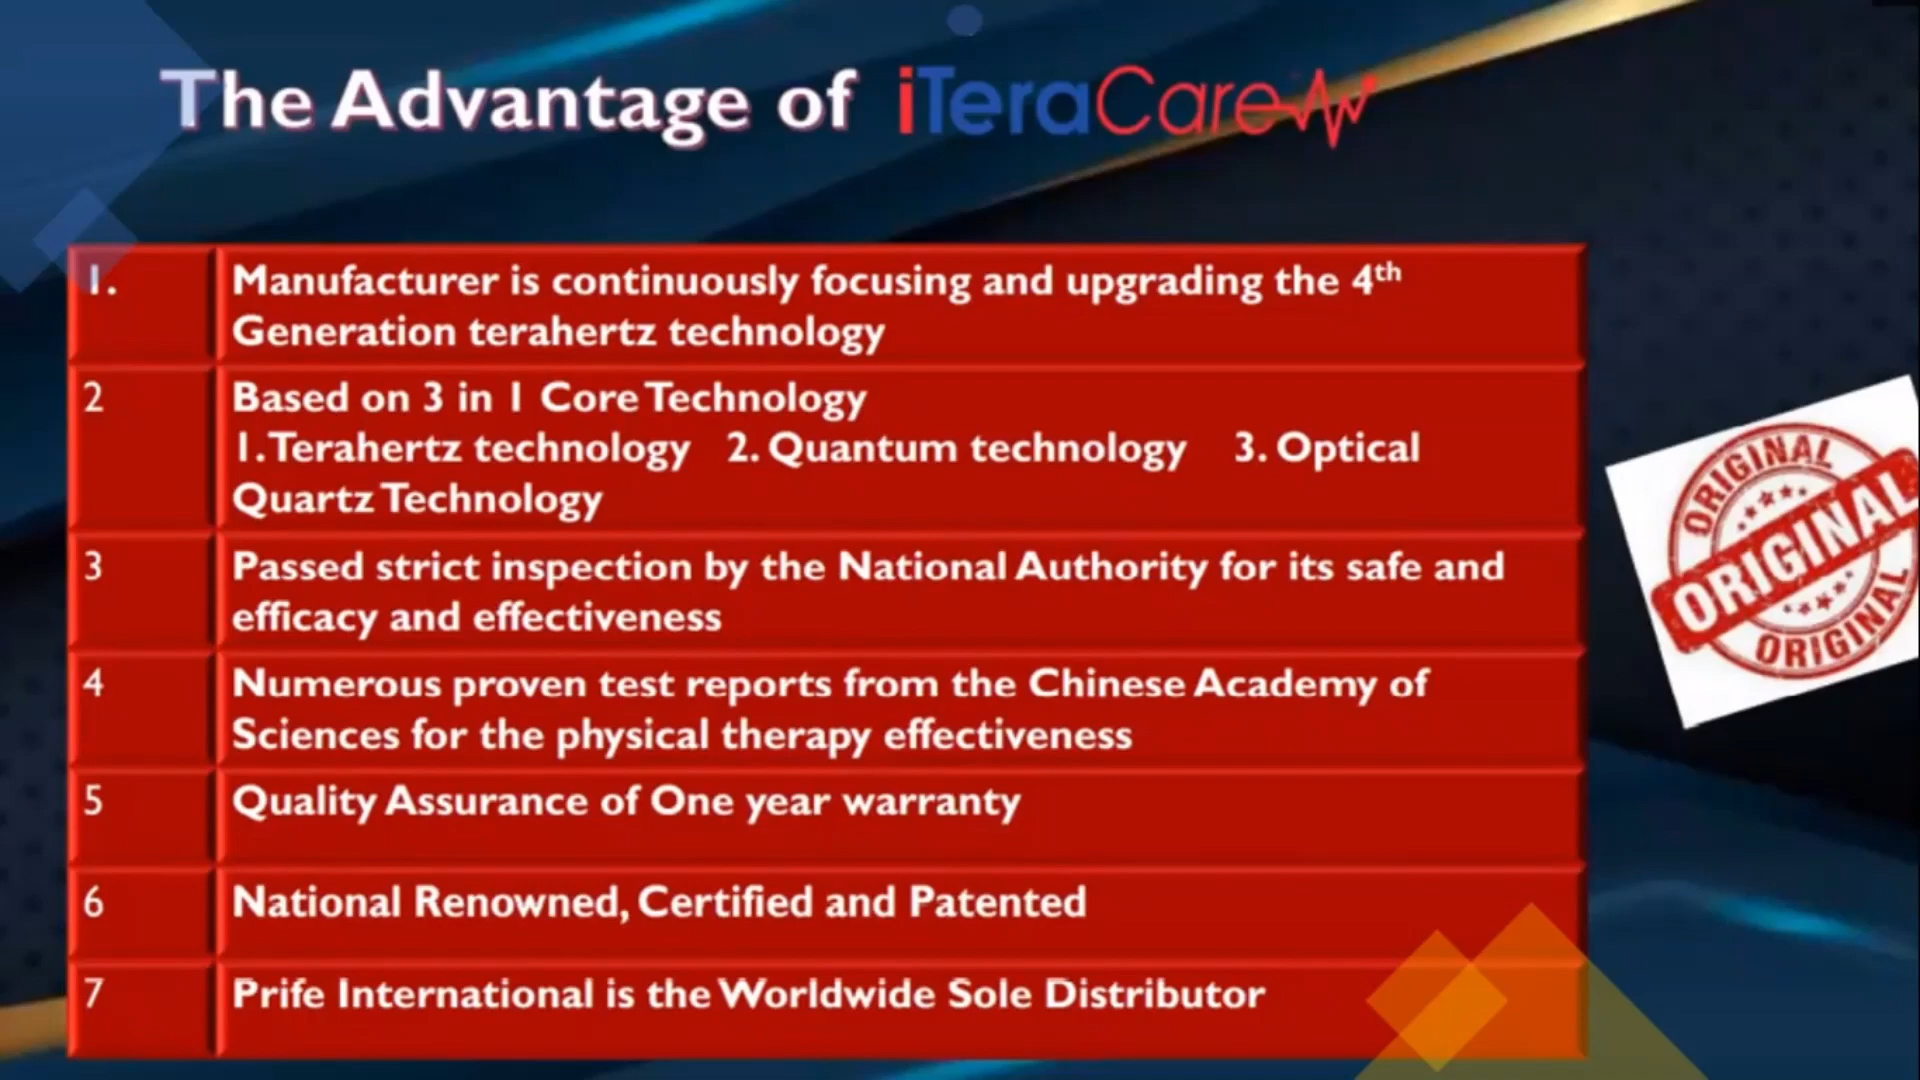 The Advantage of iTeraCare
1. Manufacturer is continuously focusing and upgrading the 4th
Generation terahertz technology
2 Based on 3 in 1 Core Technology
1. Terahertz technology 2. Quantum technology 3. Optical
Quartz Technology
3 Passed strict inspection by the National Authority for its safe and
efficacy and effectiveness
4 Numerous proven test reports from the Chinese Academy of
Sciences for the physical therapy effectiveness
5 Quality Assurance of One year warranty
6 National Renowned, Certified and Patented
7 Prife International is the Worldwide Sole Distributor
ORIGINAL
ORIGINAL
ORIGINAL